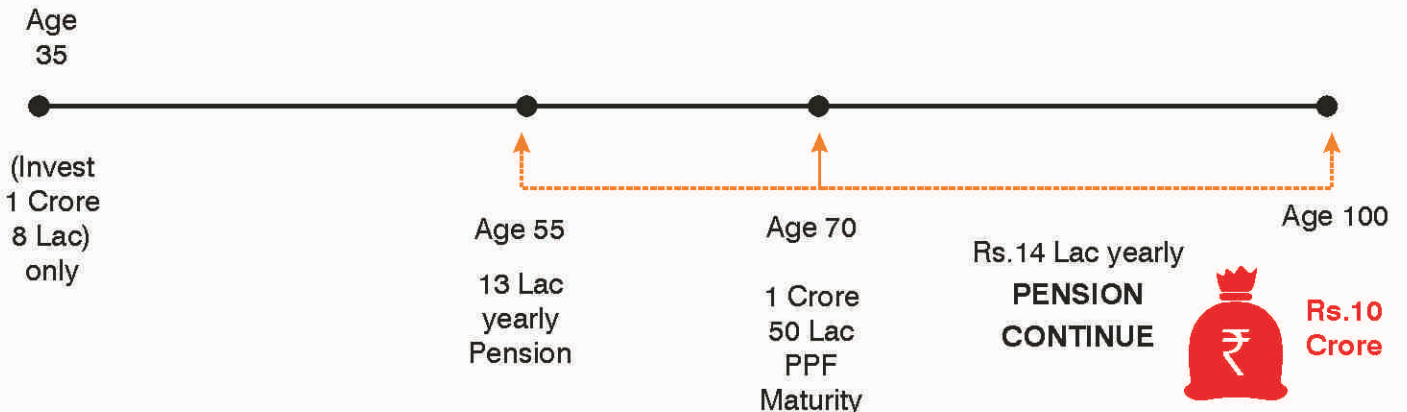 Age
35
(Invest
1 Crore
8 Lac)
only
Age 55
13 Lac
yearly
Pension
Age 70
1 Crore
50 Lac
PPF
Maturity
Rs.14 Lac yearly
PENSION
CONTINUE
₹
Age 100
Rs.10
Crore